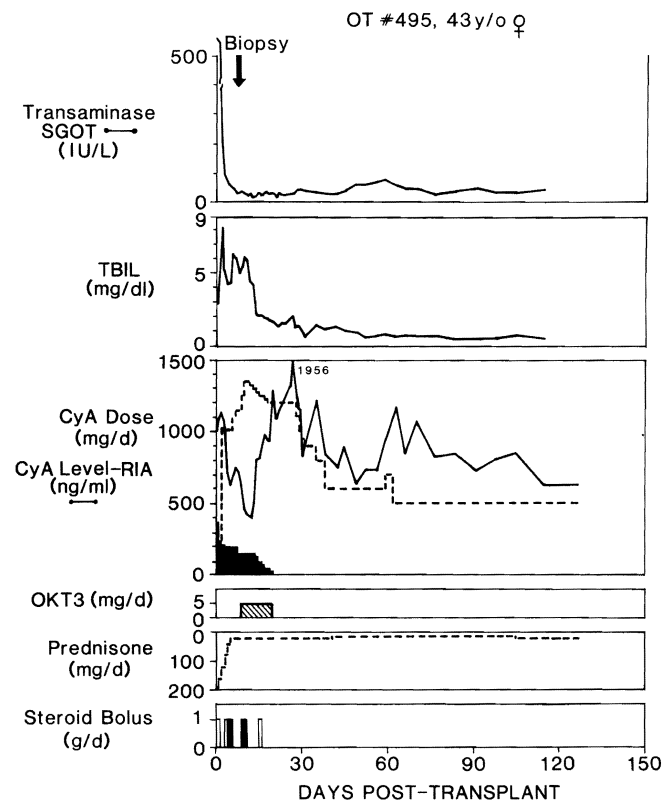 OT #495, 43 y/o ♀
Biopsy
500
Transaminase
SGOT
(IU/L)
0
9
TBIL
(mg/dl)
5
0
1500
1956
CyA Dose
(mg/d)
1000
CyA Level-RIA
(ng/ml)
500
0
OKT3 (mg/d)
5
0
Prednisone
(mg/d)
0
100
200
Steroid Bolus
(g/d)
1
0
0 30 60 90 120 150
DAYS POST-TRANSPLANT